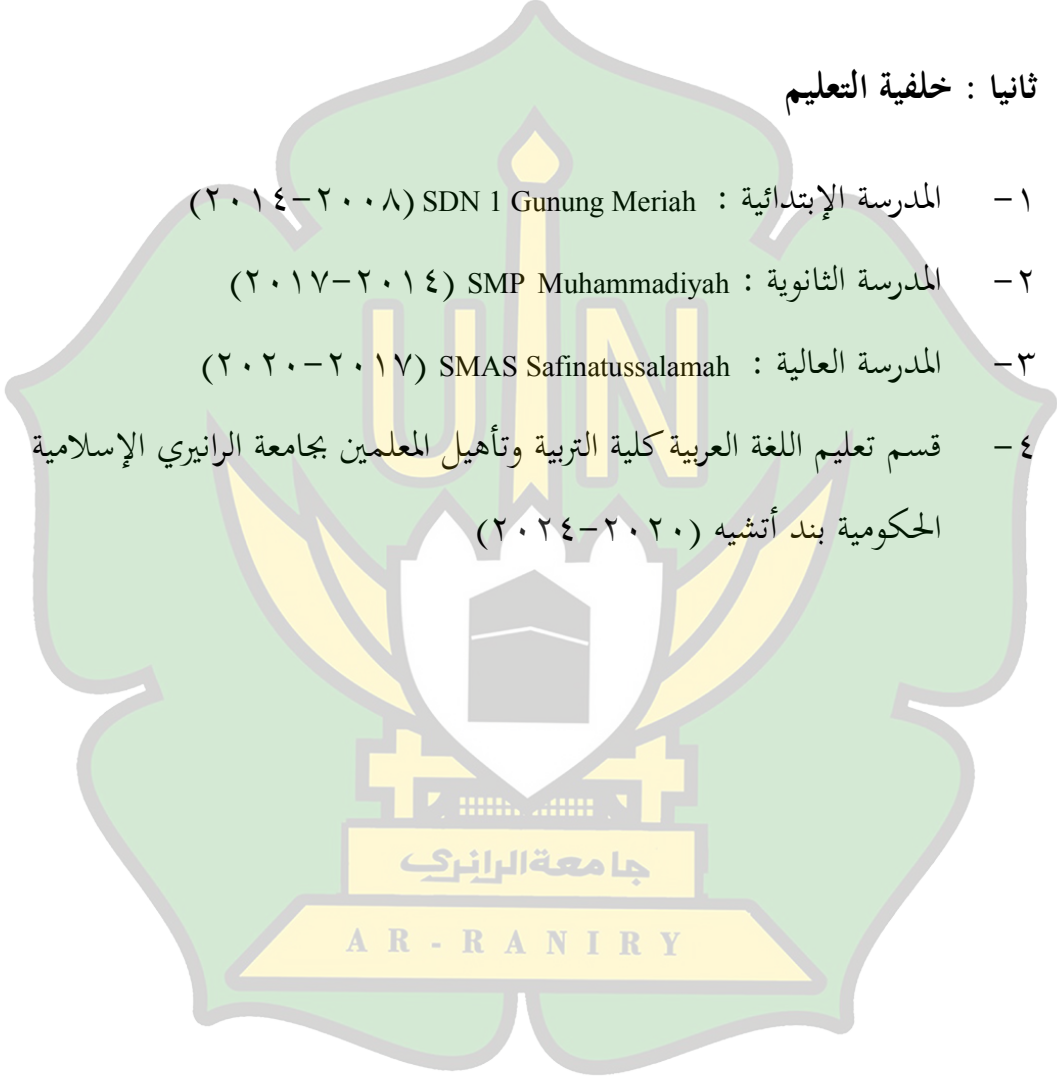 ثانيا : خلفية التعليم
١- المدرسة الإبتدائية : SDN 1 Gunung Meriah (٢٠٠٨-٢٠١٤)
٢- المدرسة الثانوية : SMP Muhammadiyah (٢٠١٤-٢٠١٧)
٣- المدرسة العالية : SMAS Safinatussalamah (٢٠١٧-٢٠٢٠)
٤- قسم تعليم اللغة العربية كلية التربية وتأهيل المعلمين بجامعة الرانيري الإسلامية
الحكومية بند أتشيه (٢٠٢٠-٢٠٢٤)
UIN
جامعة الرانري
AR-RANIRY